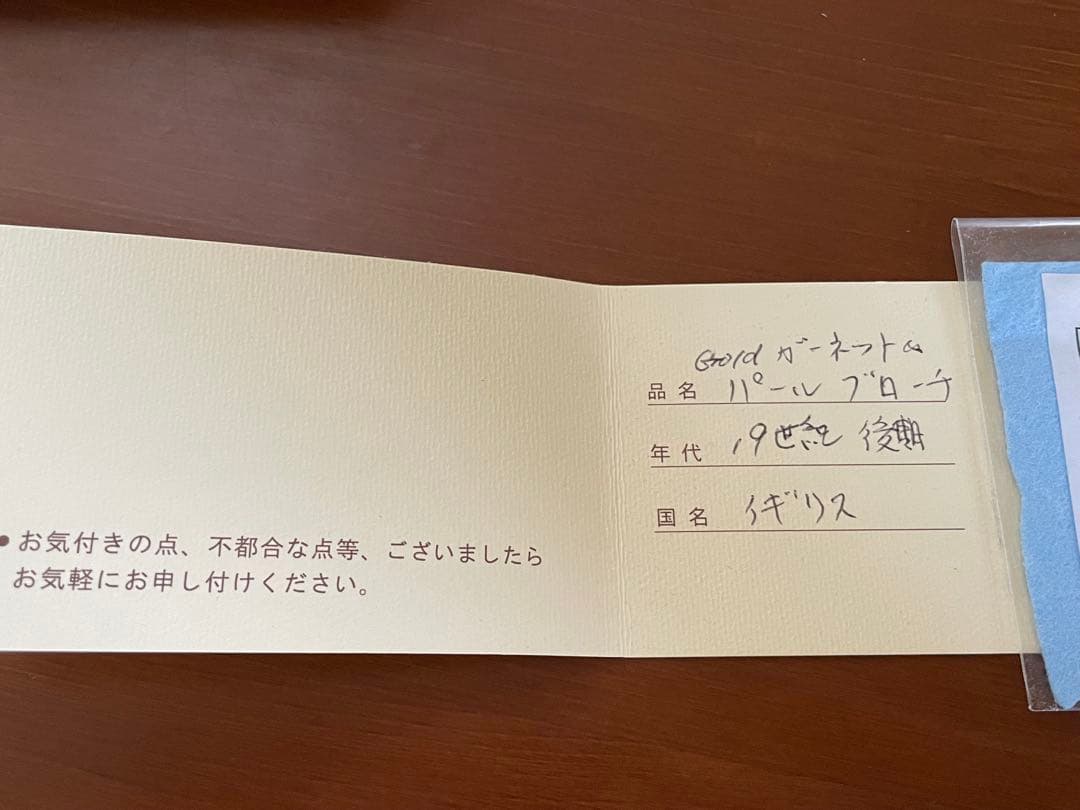 • お気付きの点、不都合な点等、ございましたら
お気軽にお申し付けください。
Gold ガーネット&
品名 パール ブローチ
年代 19世紀 後期
国名 イギリス